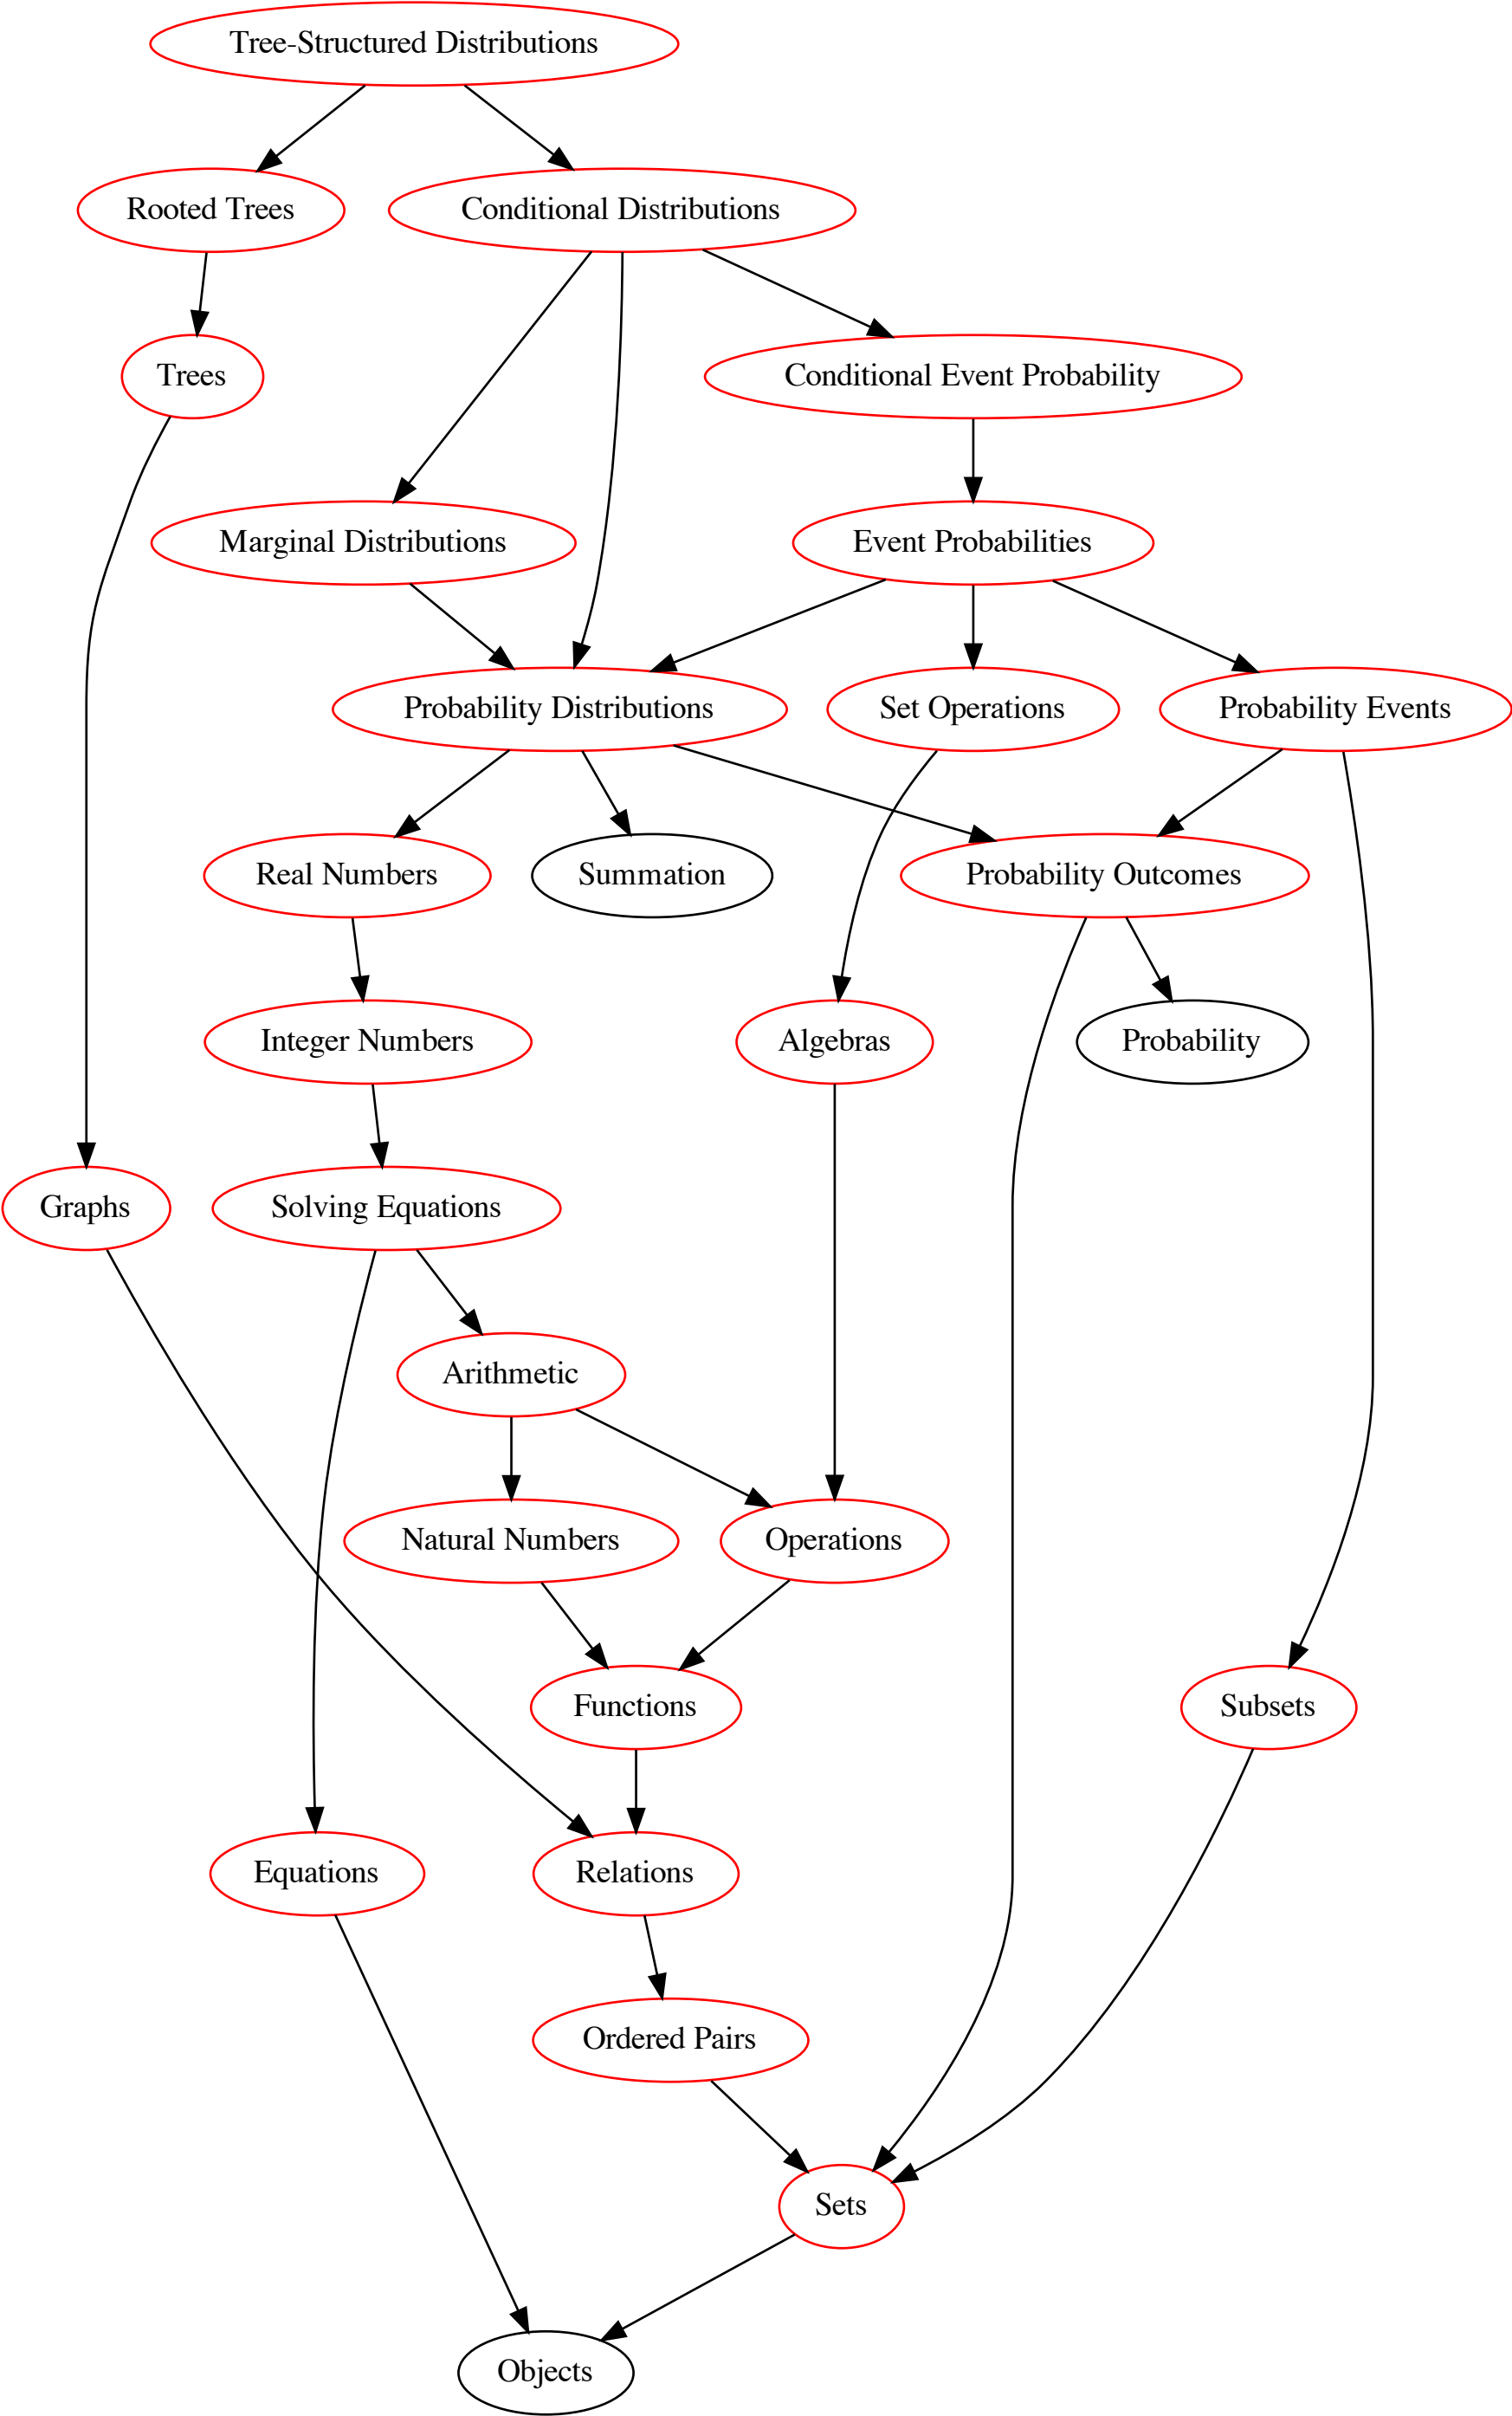 Tree-Structured Distributions
Rooted Trees
Conditional Distributions
Trees
Conditional Event Probability
Marginal Distributions
Event Probabilities
Probability Distributions
Set Operations
Probability Events
Real Numbers
Summation
Probability Outcomes
Integer Numbers
Algebras
Probability
Graphs
Solving Equations
Arithmetic
Natural Numbers
Operations
Functions
Subsets
Equations
Relations
Ordered Pairs
Sets
Objects